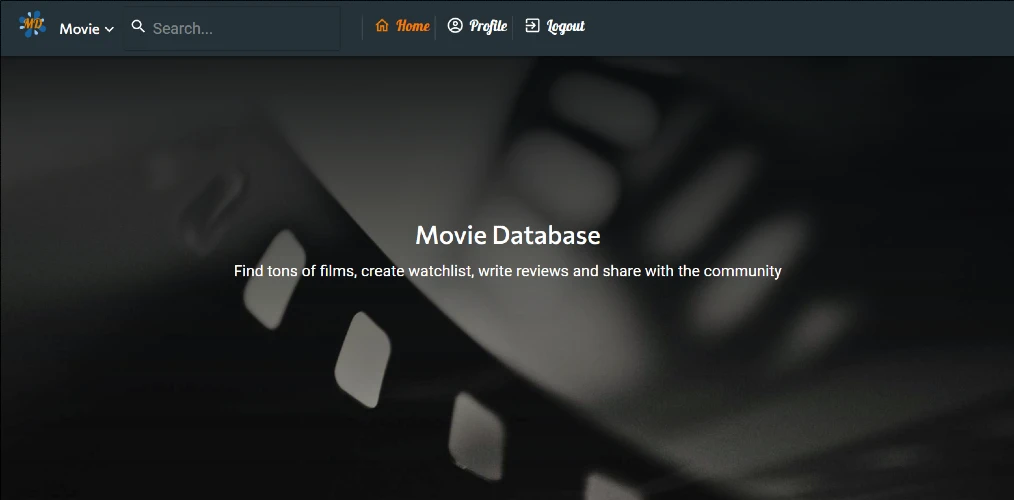 MD
Movie
Search...
Home
Profile
Logout
Movie Database
Find tons of films, create watchlist, write reviews and share with the community